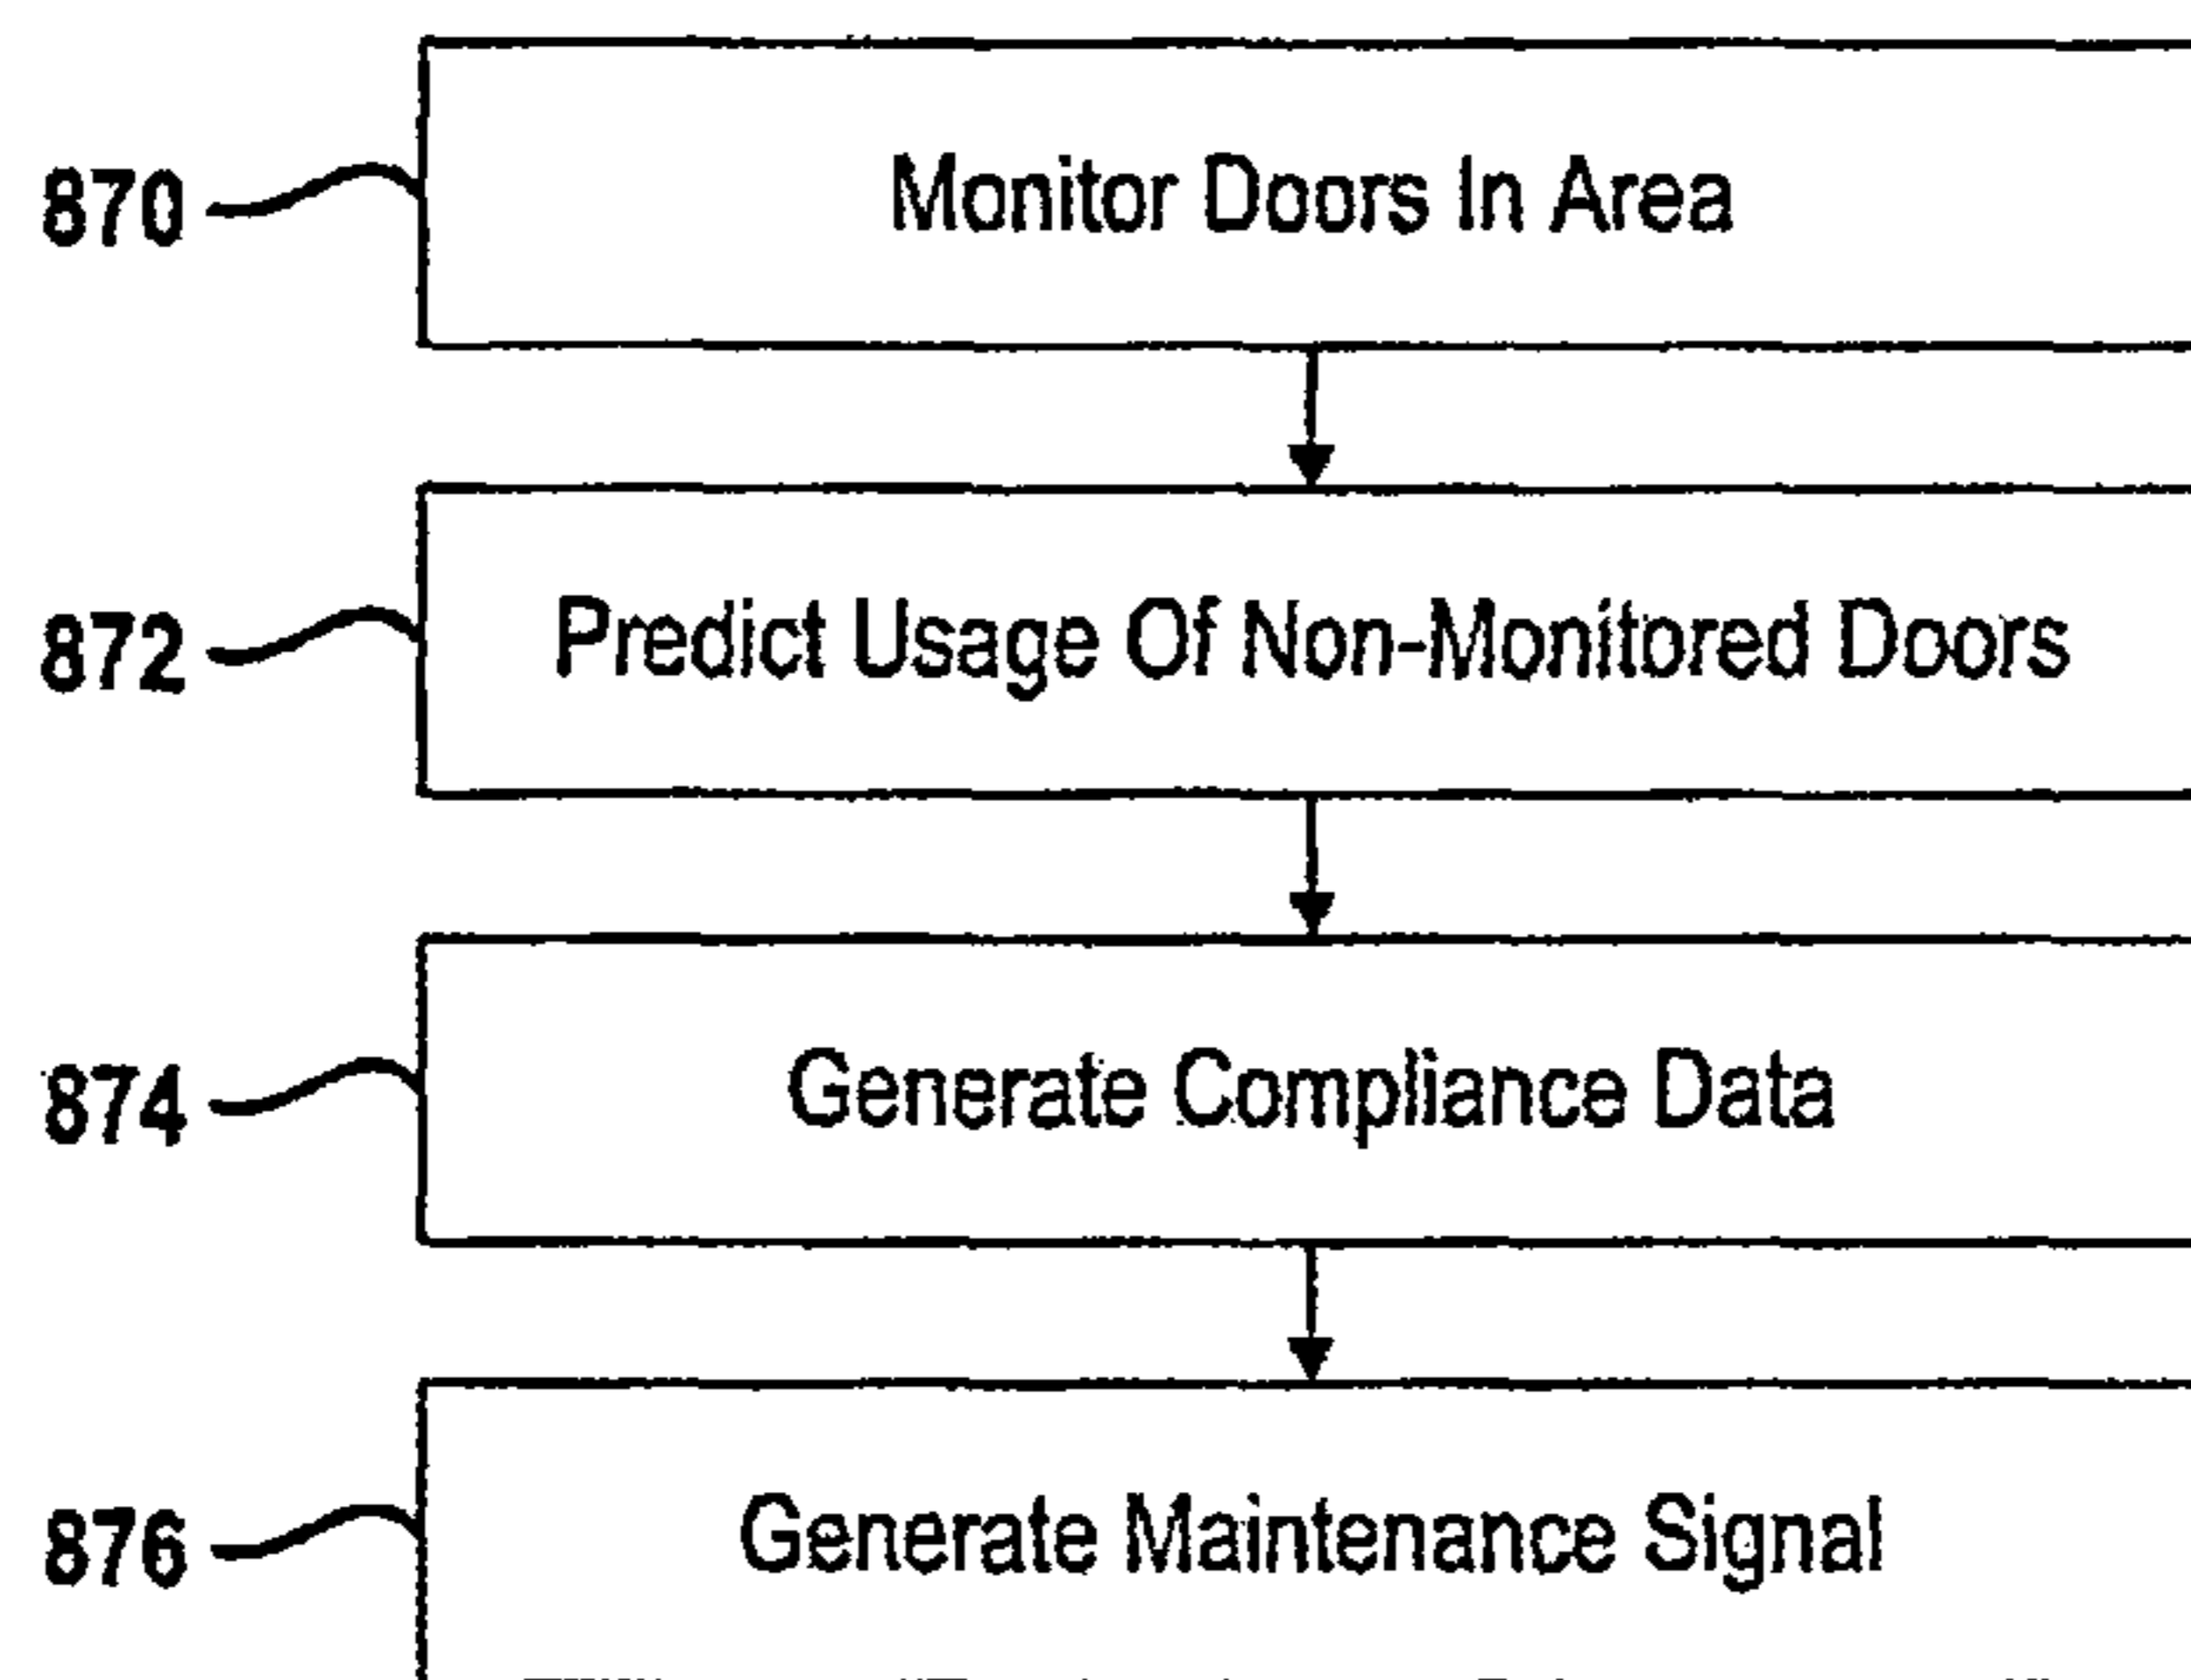 870 Monitor Doors In Area
872 Predict Usage Of Non-Monitored Doors
874 Generate Compliance Data
876 Generate Maintenance Signal